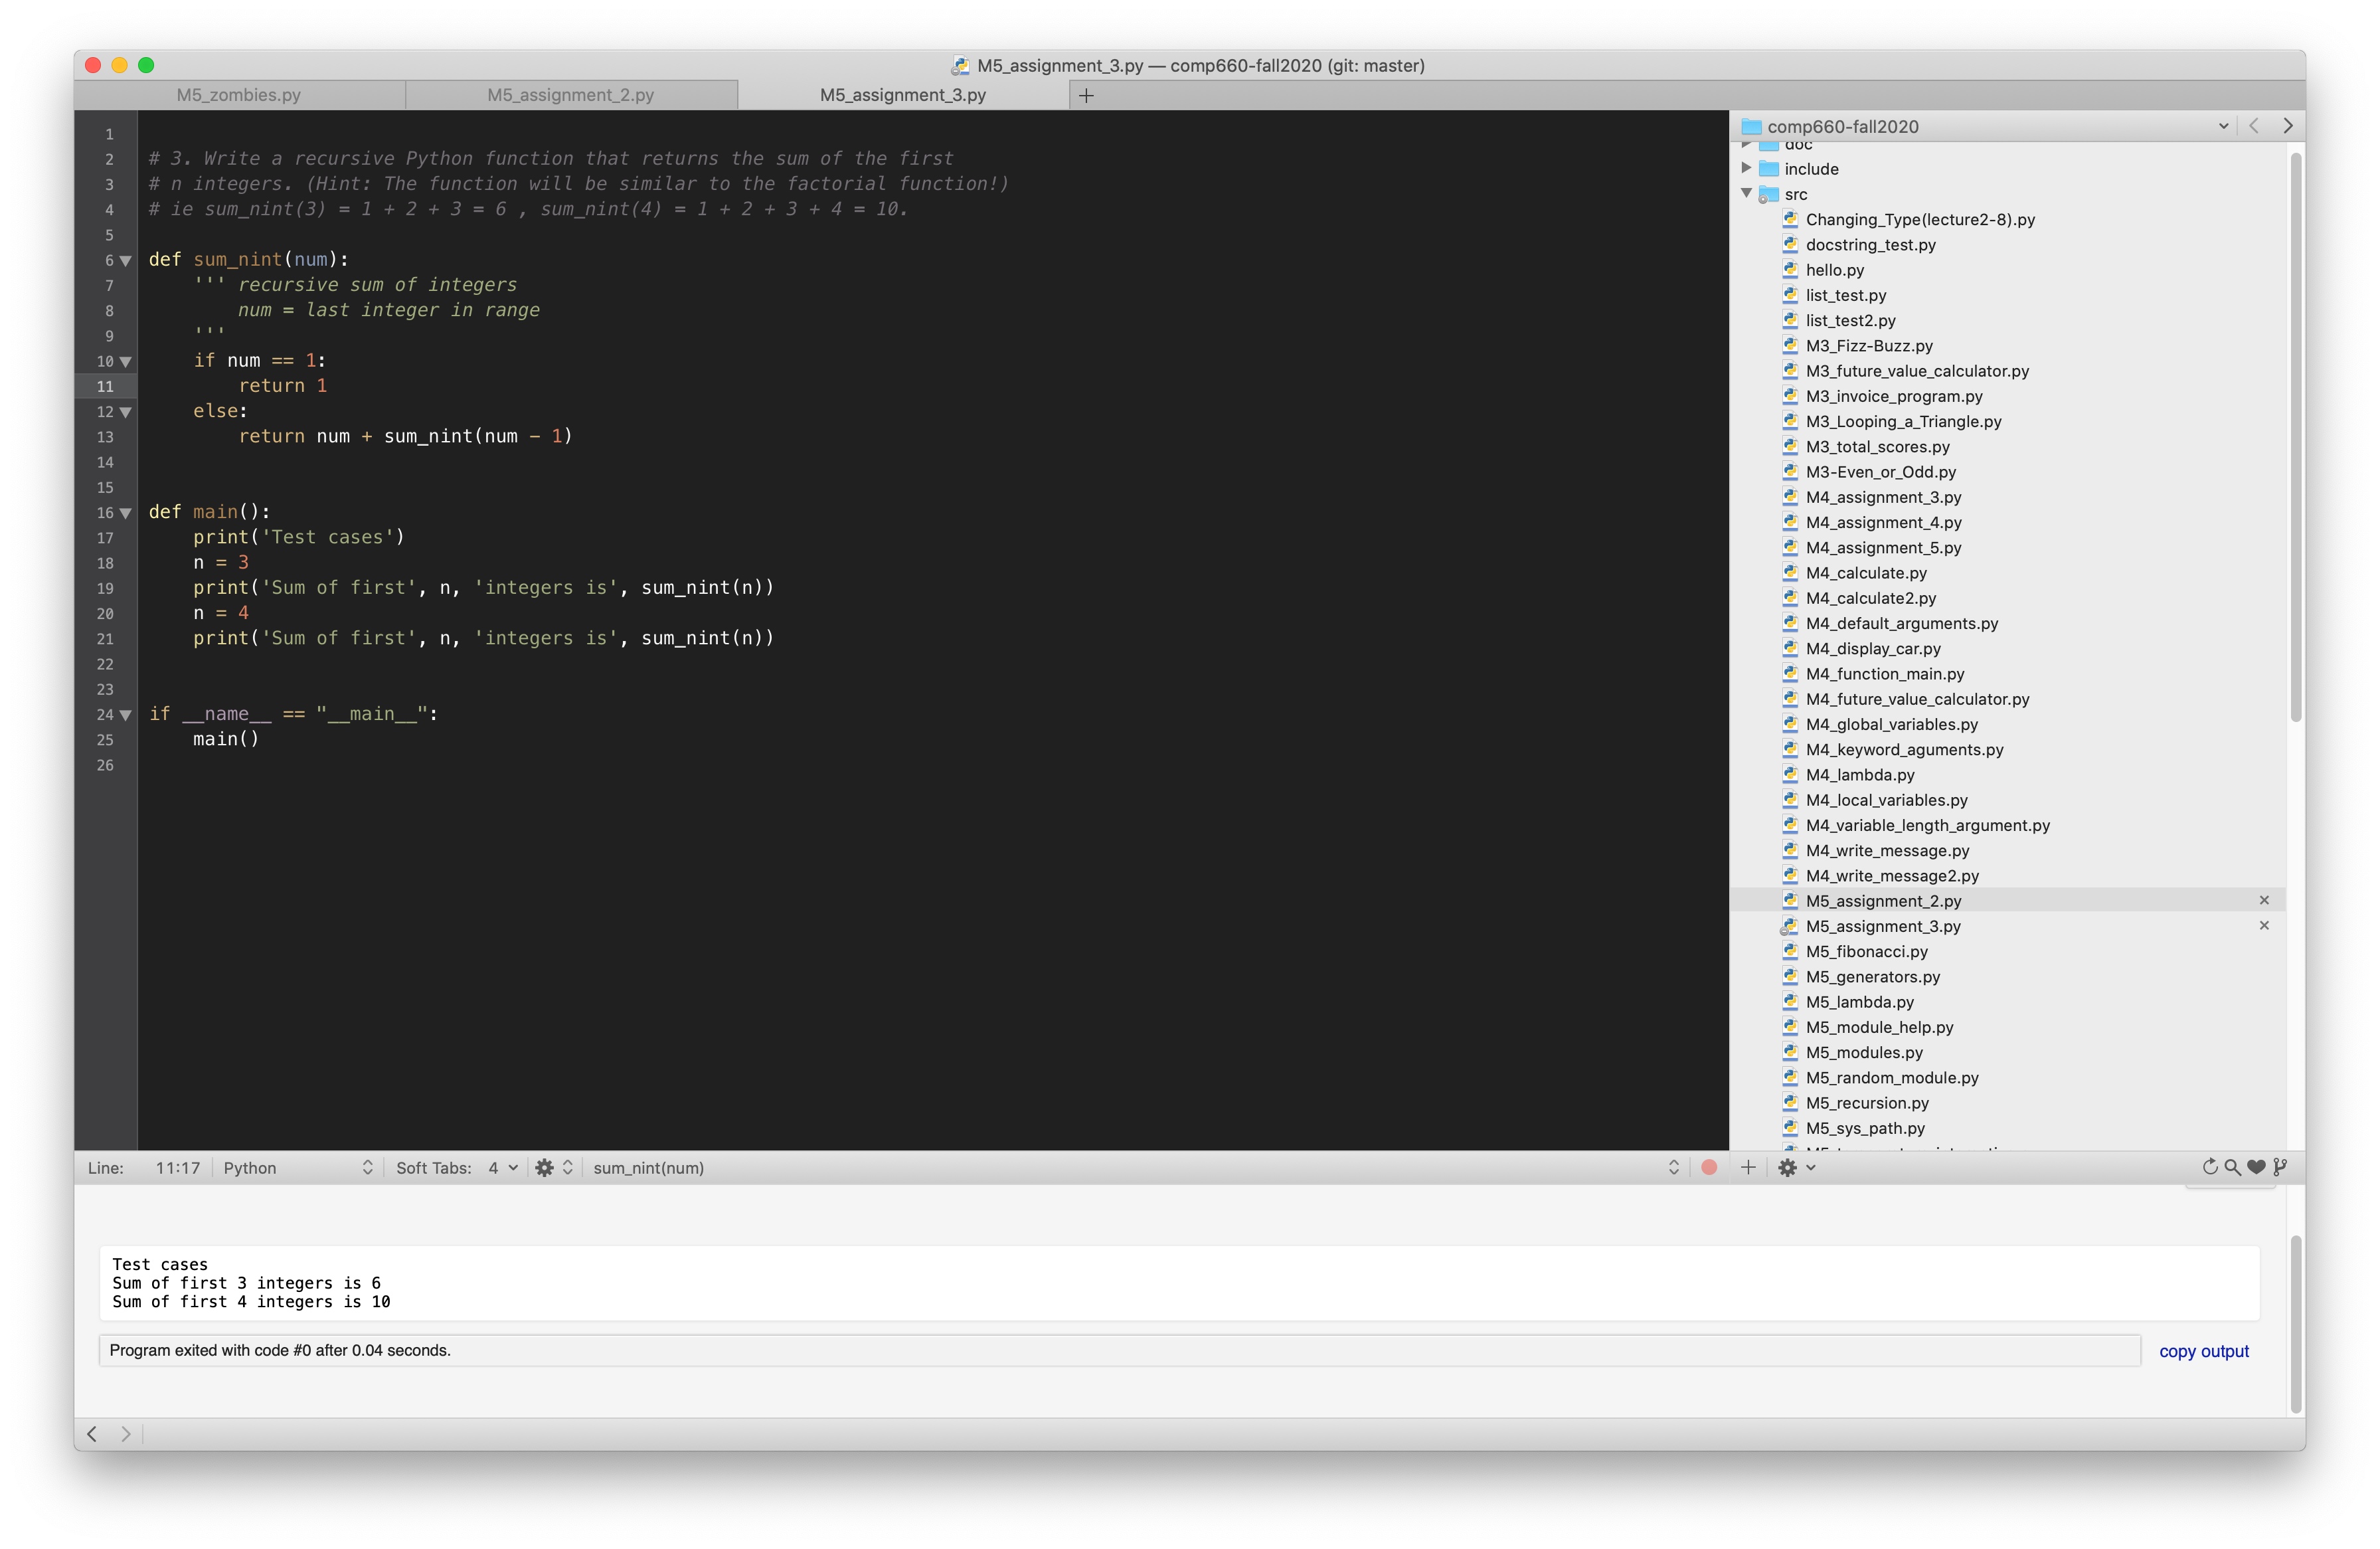 M5_assignment_3.py — comp660-fall2020 (git: master)
M5_zombies.py
M5_assignment_2.py
M5_assignment_3.py
1
2 # 3. Write a recursive Python function that returns the sum of the first
3 # n integers. (Hint: The function will be similar to the factorial function!)
4 # ie sum_nint(3) = 1 + 2 + 3 = 6 , sum_nint(4) = 1 + 2 + 3 + 4 = 10.
5
6 def sum_nint(num):
7     ''' recursive sum of integers
8         num = last integer in range
9     '''
10     if num == 1:
11         return 1
12     else:
13         return num + sum_nint(num - 1)
14
15
16 def main():
17     print('Test cases')
18     n = 3
19     print('Sum of first', n, 'integers is', sum_nint(n))
20     n = 4
21     print('Sum of first', n, 'integers is', sum_nint(n))
22
23
24 if __name__ == "__main__":
25     main()
26
comp660-fall2020
doc
include
src
Changing_Type(lecture2-8).py
docstring_test.py
hello.py
list_test.py
list_test2.py
M3_Fizz-Buzz.py
M3_future_value_calculator.py
M3_invoice_program.py
M3_Looping_a_Triangle.py
M3_total_scores.py
M3-Even_or_Odd.py
M4_assignment_3.py
M4_assignment_4.py
M4_assignment_5.py
M4_calculate.py
M4_calculate2.py
M4_default_arguments.py
M4_display_car.py
M4_function_main.py
M4_future_value_calculator.py
M4_global_variables.py
M4_keyword_aguments.py
M4_lambda.py
M4_local_variables.py
M4_variable_length_argument.py
M4_write_message.py
M4_write_message2.py
M5_assignment_2.py
M5_assignment_3.py
M5_fibonacci.py
M5_generators.py
M5_lambda.py
M5_module_help.py
M5_modules.py
M5_random_module.py
M5_recursion.py
M5_sys_path.py
Line: 11:17 Python Soft Tabs: 4 sum_nint(num)
Test cases
Sum of first 3 integers is 6
Sum of first 4 integers is 10
Program exited with code #0 after 0.04 seconds.
copy output